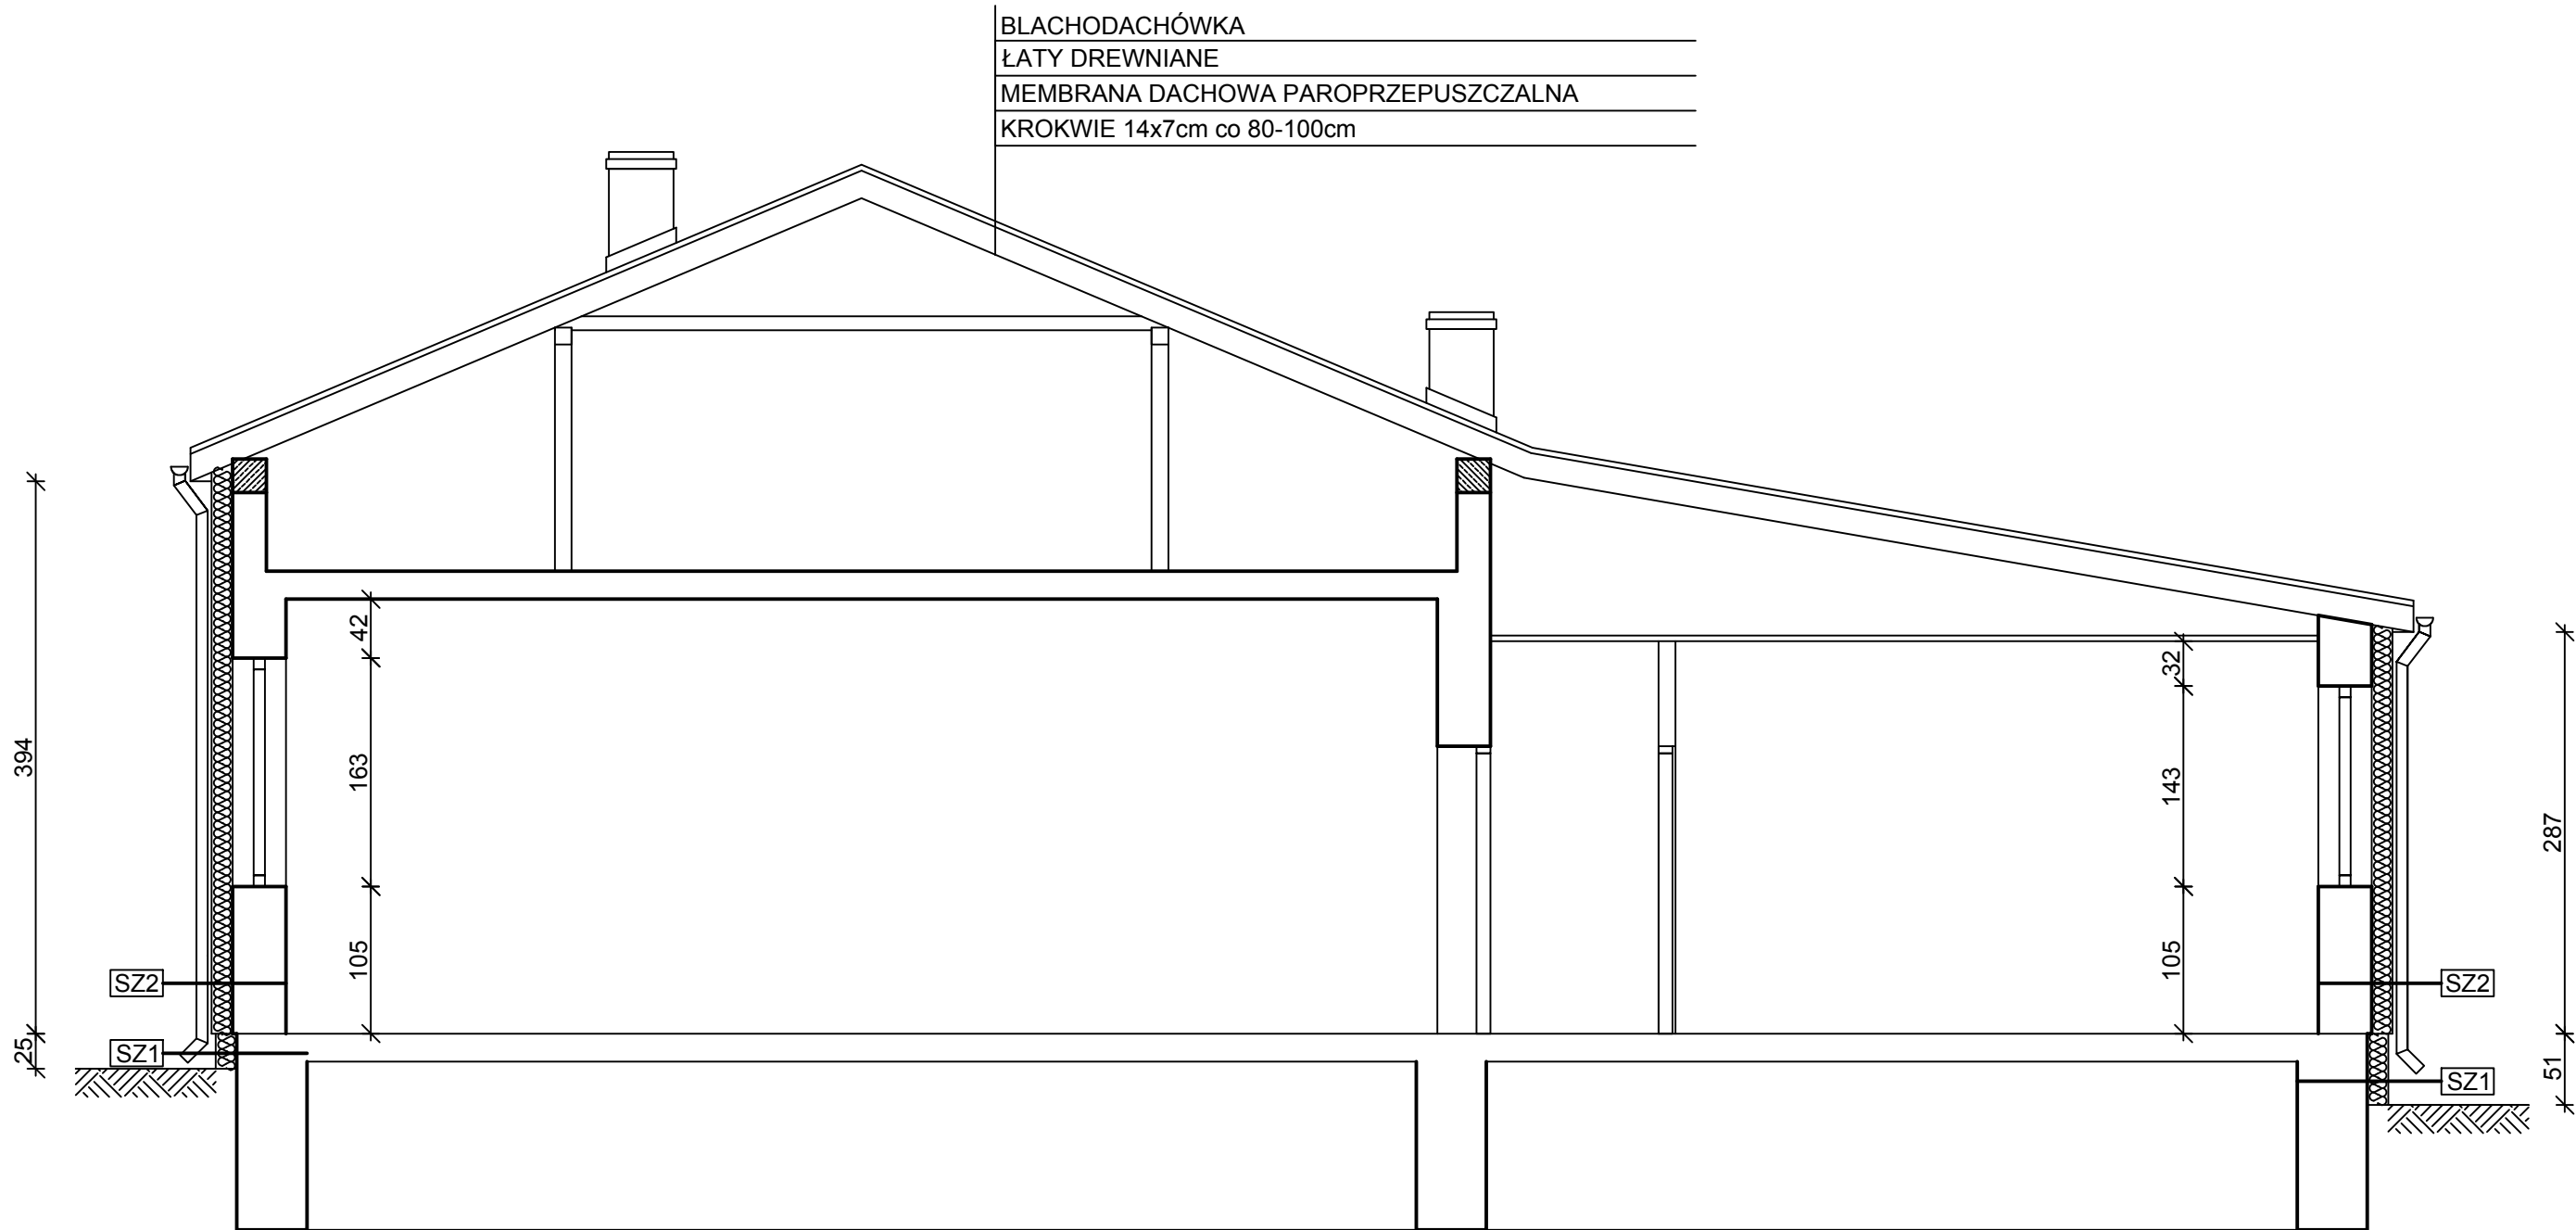 BLACHODACHÓWKA
ŁATY DREWNIANE
MEMBRANA DACHOWA PAROPRZEPUSZCZALNA
KROKWIE 14x7cm co 80-100cm
394
25
42
163
105
32
143
105
287
51
SZ2
SZ1
SZ2
SZ1